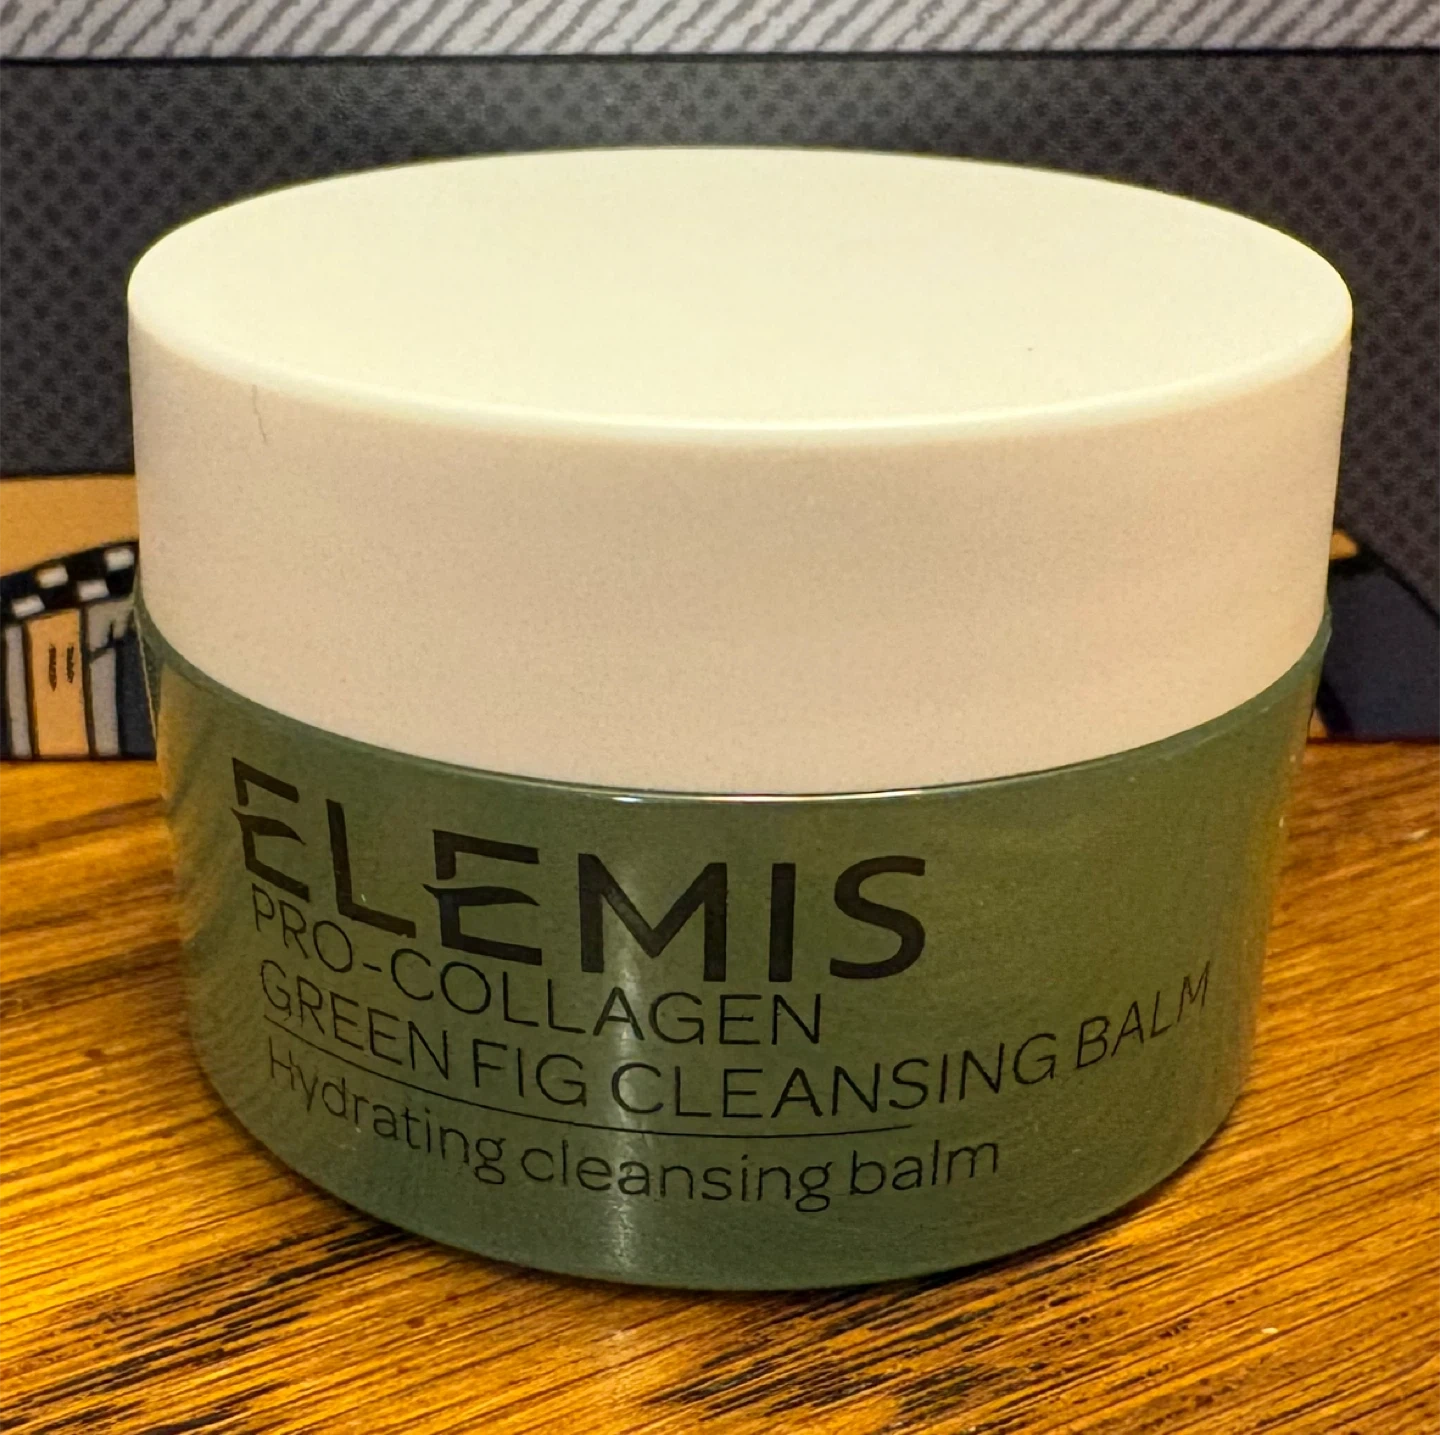 ELEMIS
PRO-COLLAGEN
GREEN FIG CLEANSING BALM
Hydrating cleansing balm